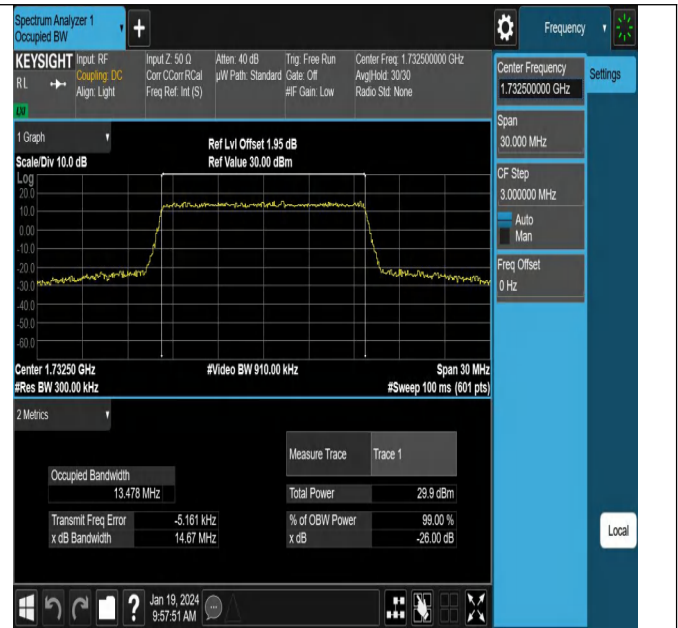 Spectrum Analyzer 1
Occupied BW
Frequency
KEYSIGHT
RL
Input: RF
Coupling: DC
Align: Light
Input Z: 50 Ω
Corr CCorr RCal
Freq Ref: Int (S)
Atten: 40 dB
µW Path: Standard
Trig: Free Run
Gate: Off
#IF Gain: Low
Center Freq: 1.732500000 GHz
Avg|Hold: 30/30
Radio Std: None
Center Frequency
1.732500000 GHz
Settings
Span
30.000 MHz
CF Step
3.000000 MHz
Auto
Man
Freq Offset
0 Hz
Local
1 Graph
Ref Lvl Offset 1.95 dB
Scale/Div 10.0 dB
Ref Value 30.00 dBm
Log
20.0
10.0
0.00
-10.0
-20.0
-30.0
-40.0
-50.0
-60.0
Center 1.73250 GHz
#Video BW 910.00 kHz
Span 30 MHz
#Res BW 300.00 kHz
#Sweep 100 ms (601 pts)
2 Metrics
Measure Trace
Trace 1
Occupied Bandwidth
13.478 MHz
Total Power
29.9 dBm
Transmit Freq Error
-5.161 kHz
% of OBW Power
99.00 %
x dB Bandwidth
14.67 MHz
x dB
-26.00 dB
Jan 19, 2024
9:57:51 AM